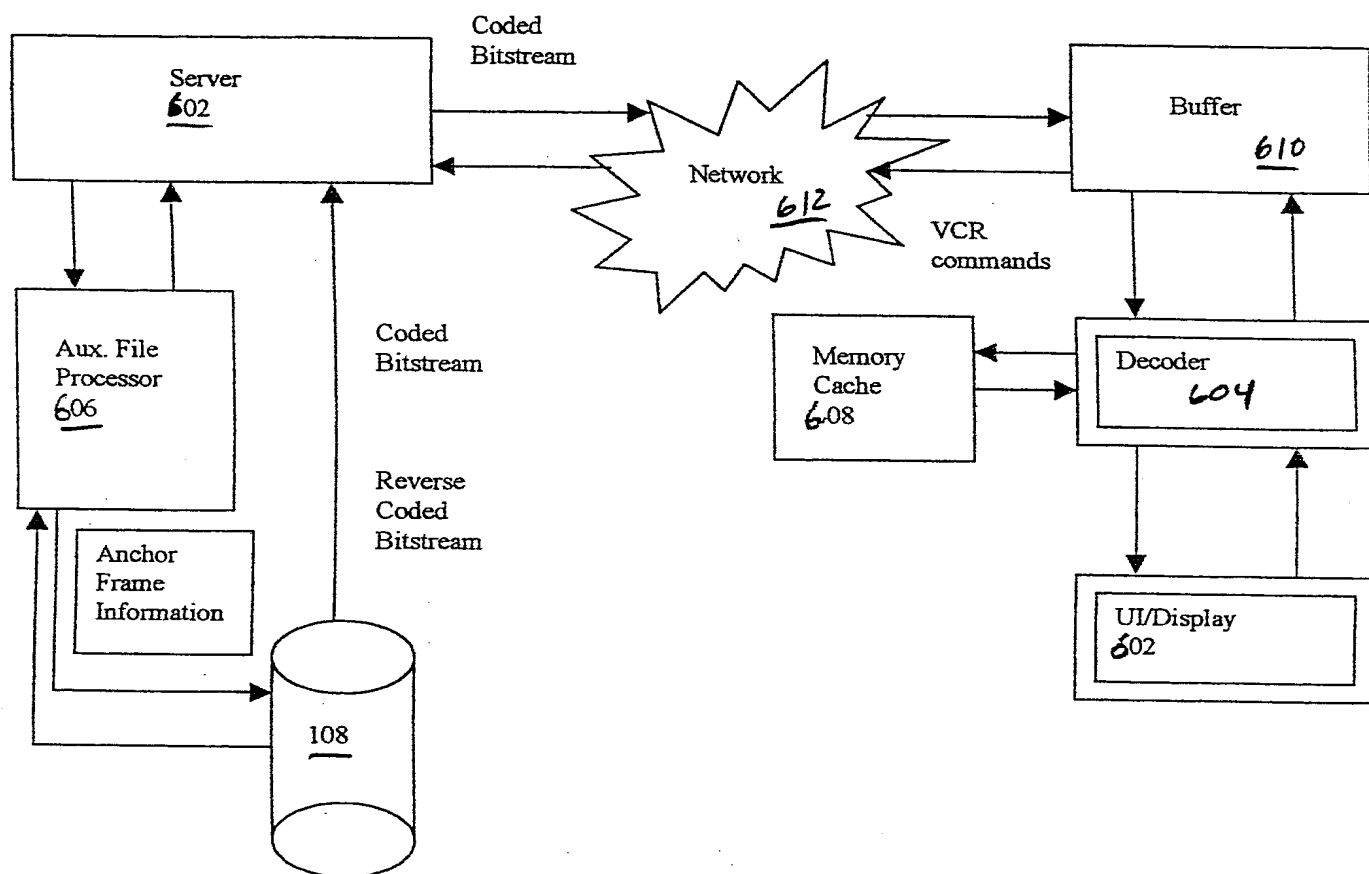 Coded
Bitstream
Server
602
Buffer
610
Network
612
VCR
commands
Aux. File
Processor
606
Coded
Bitstream
Memory
Cache
608
Decoder
604
Reverse
Coded
Bitstream
Anchor
Frame
Information
UI/Display
602
108